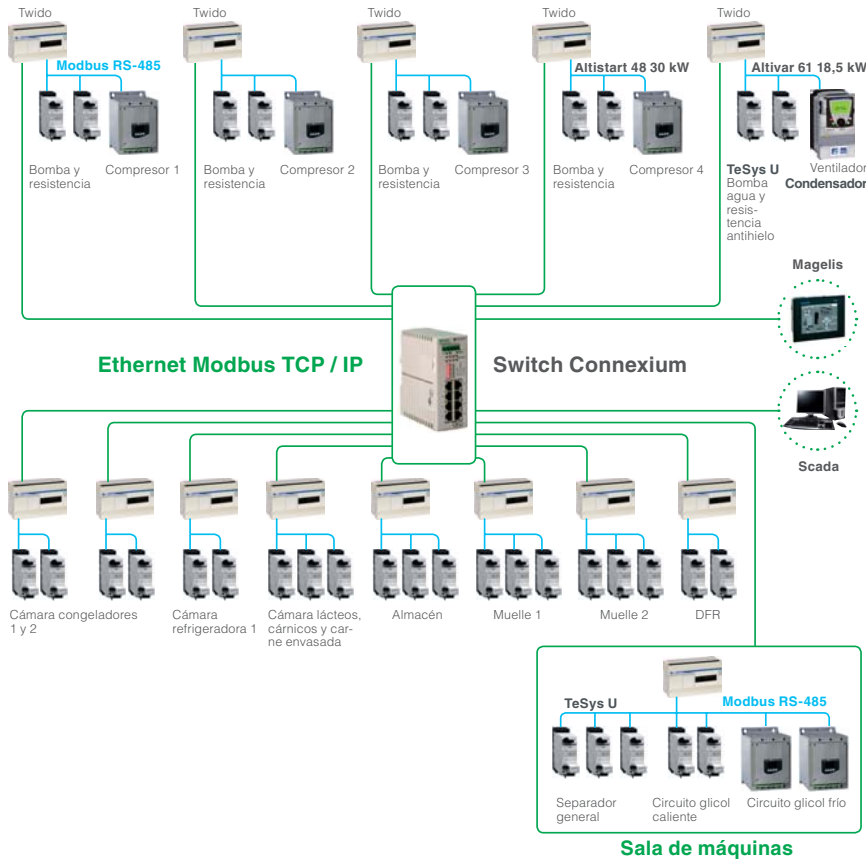 Twido
Twido
Twido
Twido
Twido
Modbus RS-485
Altistart 48 30 kW
Altivar 61 18,5 kW
Bomba y
resistencia
Compresor 1
Bomba y
resistencia
Compresor 2
Bomba y
resistencia
Compresor 3
Bomba y
resistencia
Compresor 4
TeSys U
Bomba
agua y
resis-
tencia
antihielo
Ventilador
Condensador
Magelis
Ethernet Modbus TCP / IP
Switch Connexium
Scada
Cámara congeladores
1 y 2
Cámara
refrigeradora 1
Cámara lácteos,
cárnicos y car-
ne envasada
Almacén
Muelle 1
Muelle 2
DFR
TeSys U
Modbus RS-485
Separador
general
Circuito glicol
caliente
Circuito glicol frío
Sala de máquinas